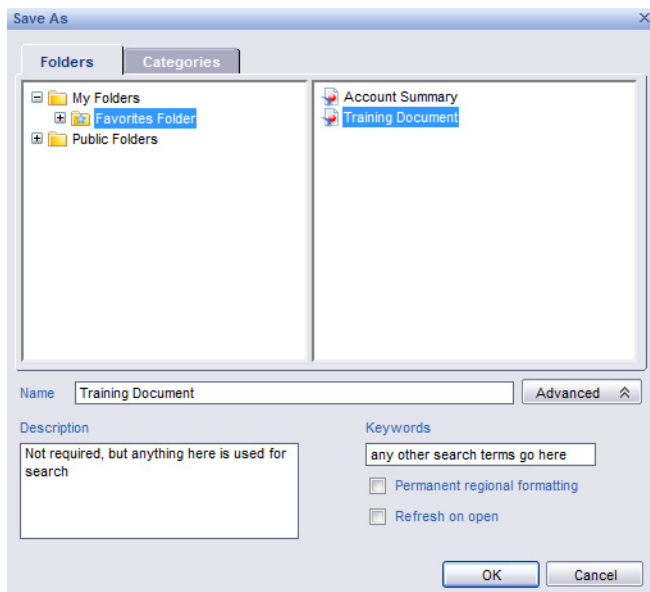 Save As
Folders
Categories
My Folders
Favorites Folder
Public Folders
Account Summary
Training Document
Name
Training Document
Advanced
Description
Not required, but anything here is used for
search
Keywords
any other search terms go here
Permanent regional formatting
Refresh on open
OK
Cancel